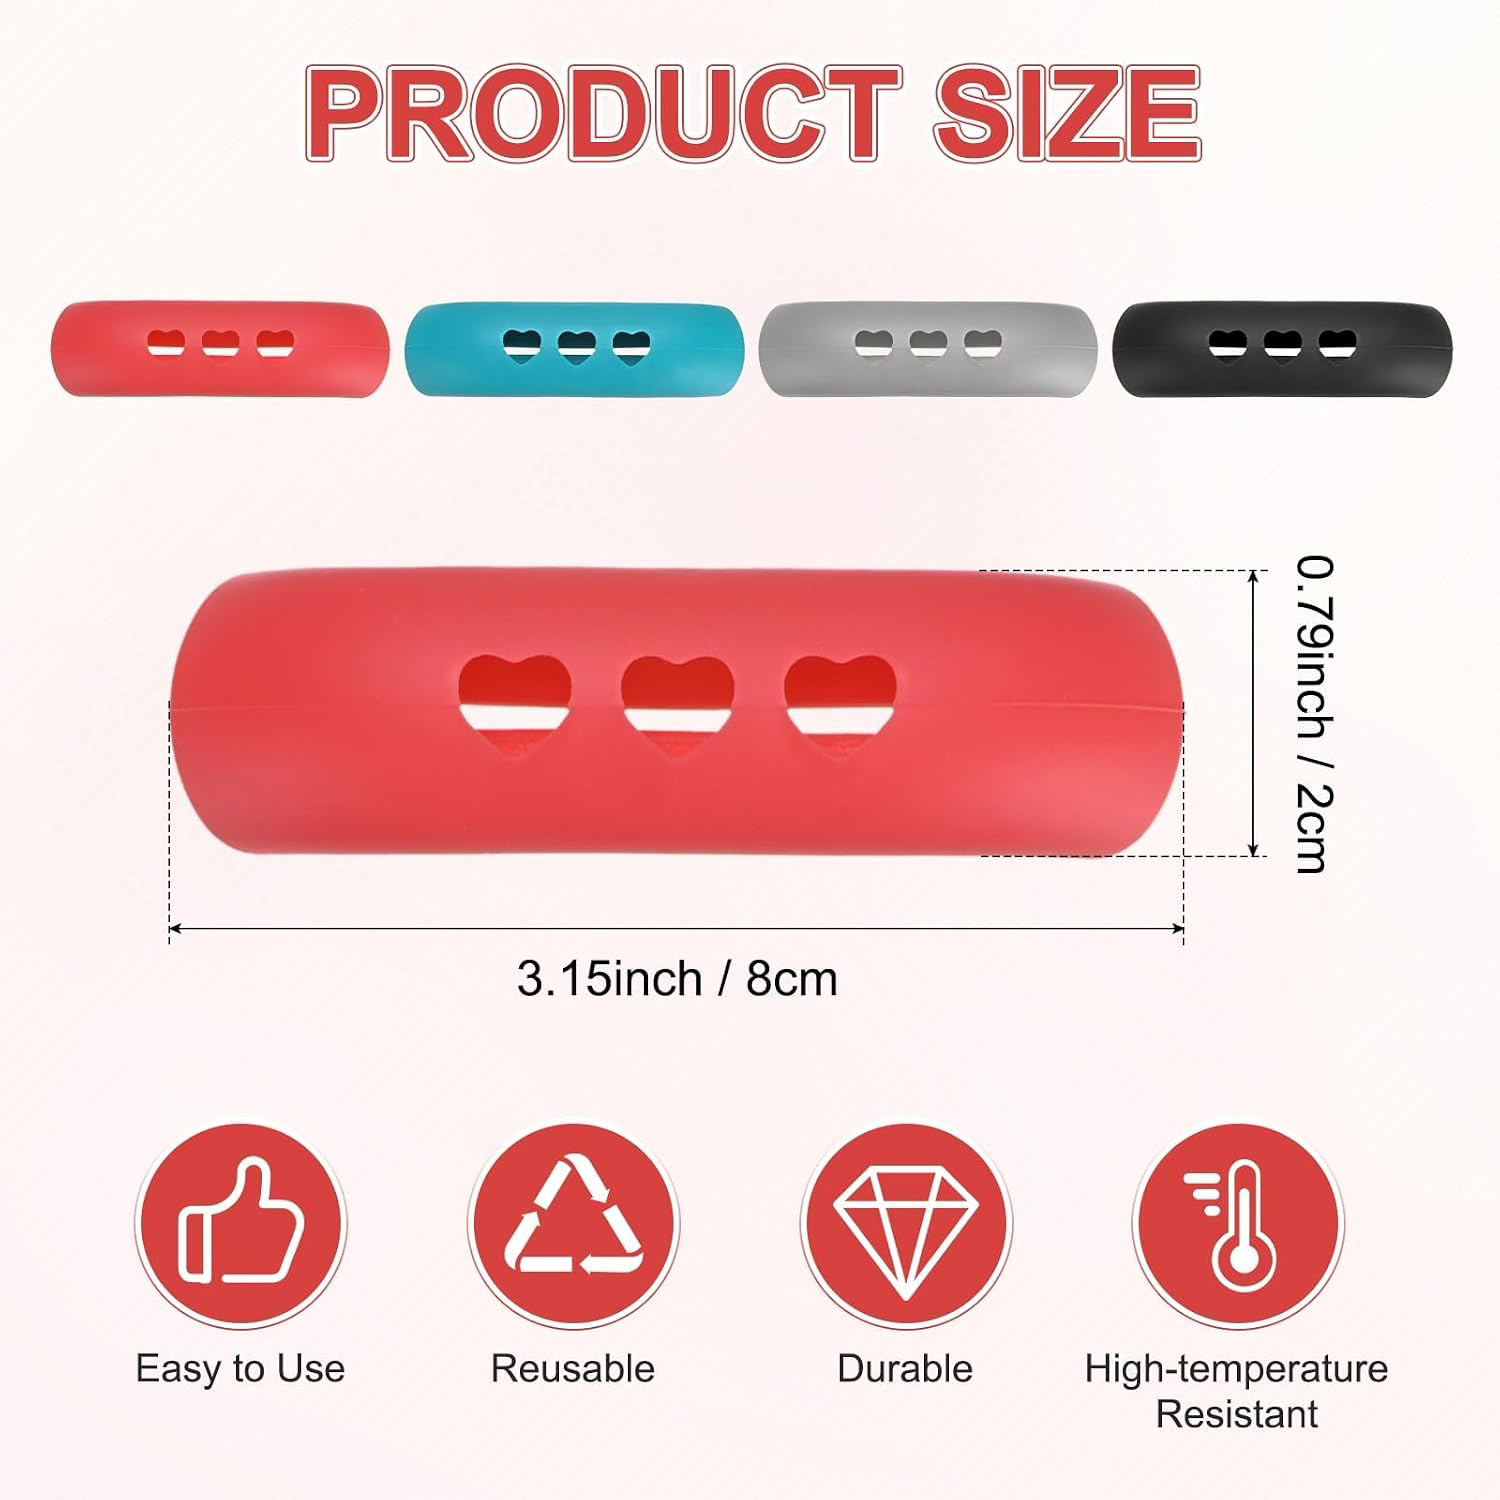 PRODUCT SIZE
0.79inch / 2cm
3.15inch / 8cm
Easy to Use
Reusable
Durable
High-temperature
Resistant